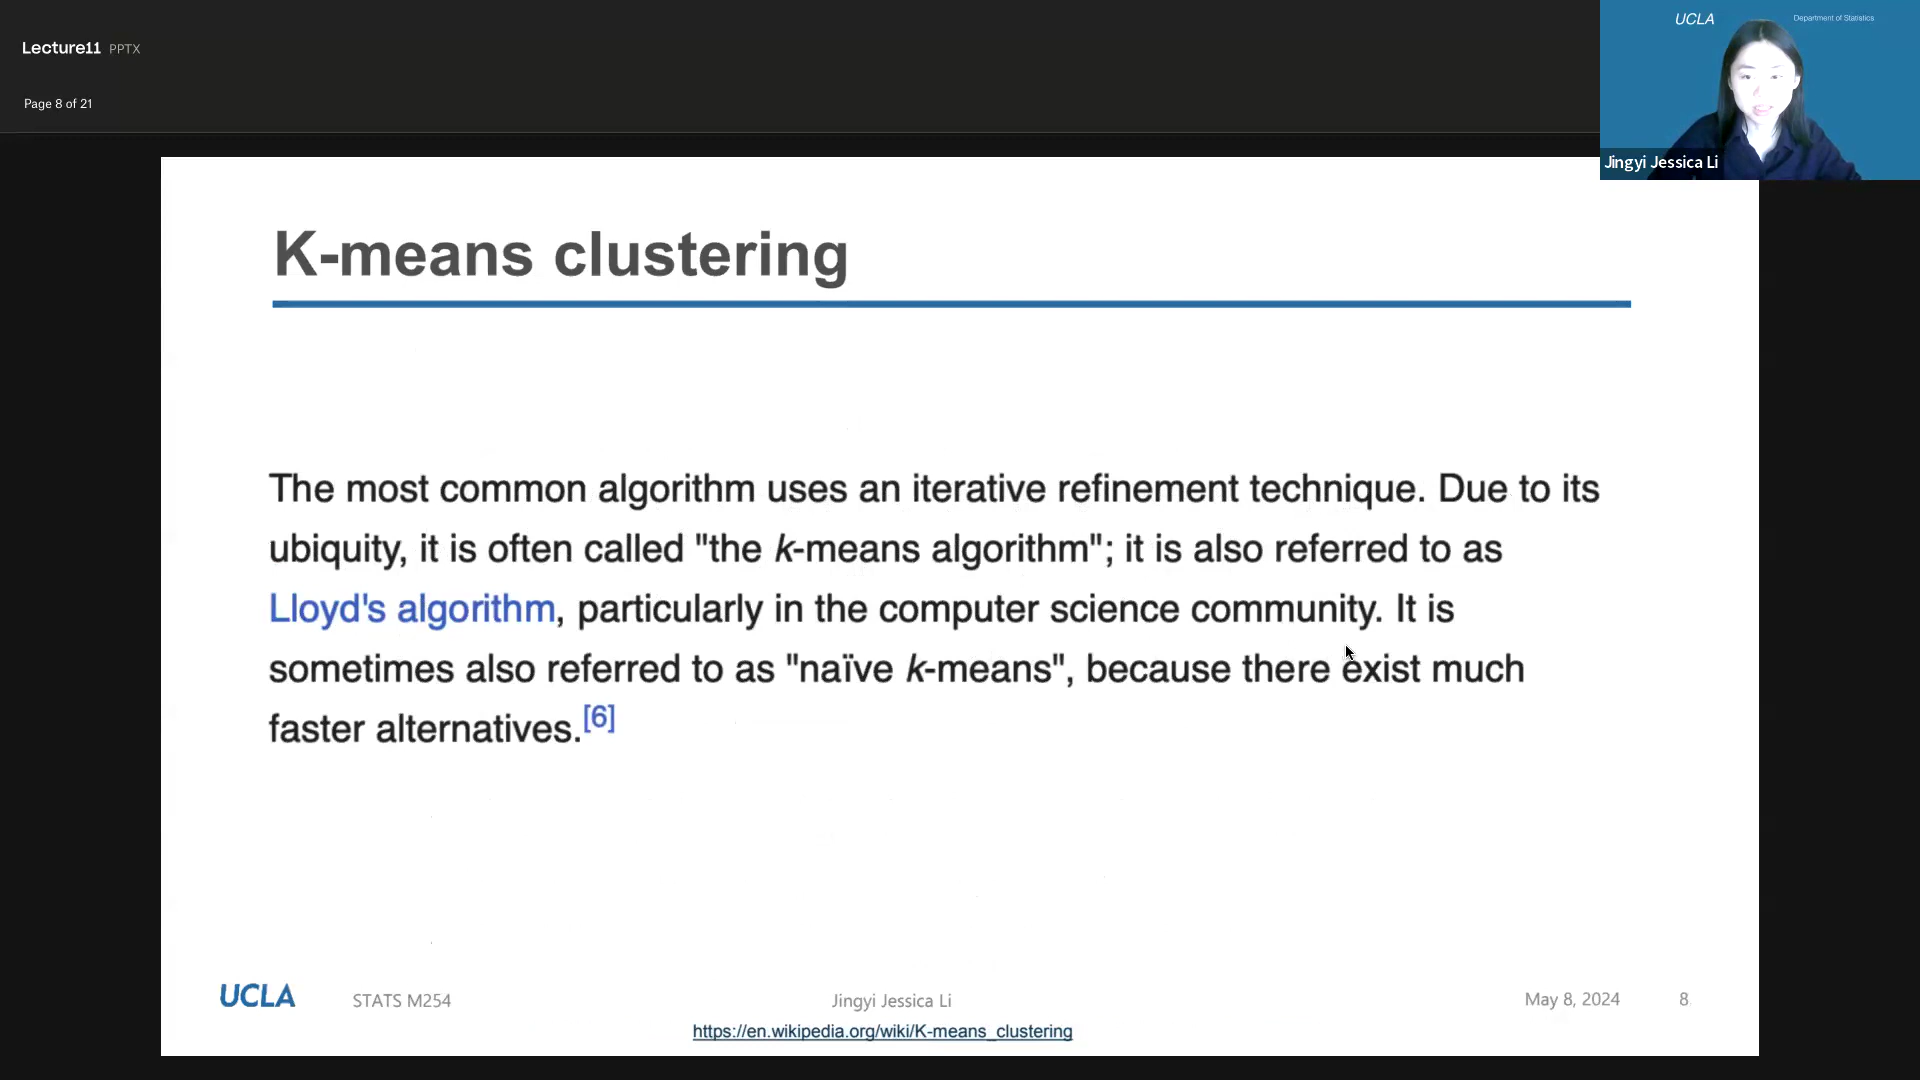 Lecture11 PPTX
Page 8 of 21
UCLA
Department of Statistics
Jingyi Jessica Li
K-means clustering
The most common algorithm uses an iterative refinement technique. Due to its
ubiquity, it is often called "the k-means algorithm"; it is also referred to as
Lloyd's algorithm, particularly in the computer science community. It is
sometimes also referred to as "naïve k-means", because there exist much
faster alternatives.[6]
UCLA STATS M254 Jingyi Jessica Li May 8, 2024 8
https://en.wikipedia.org/wiki/K-means_clustering